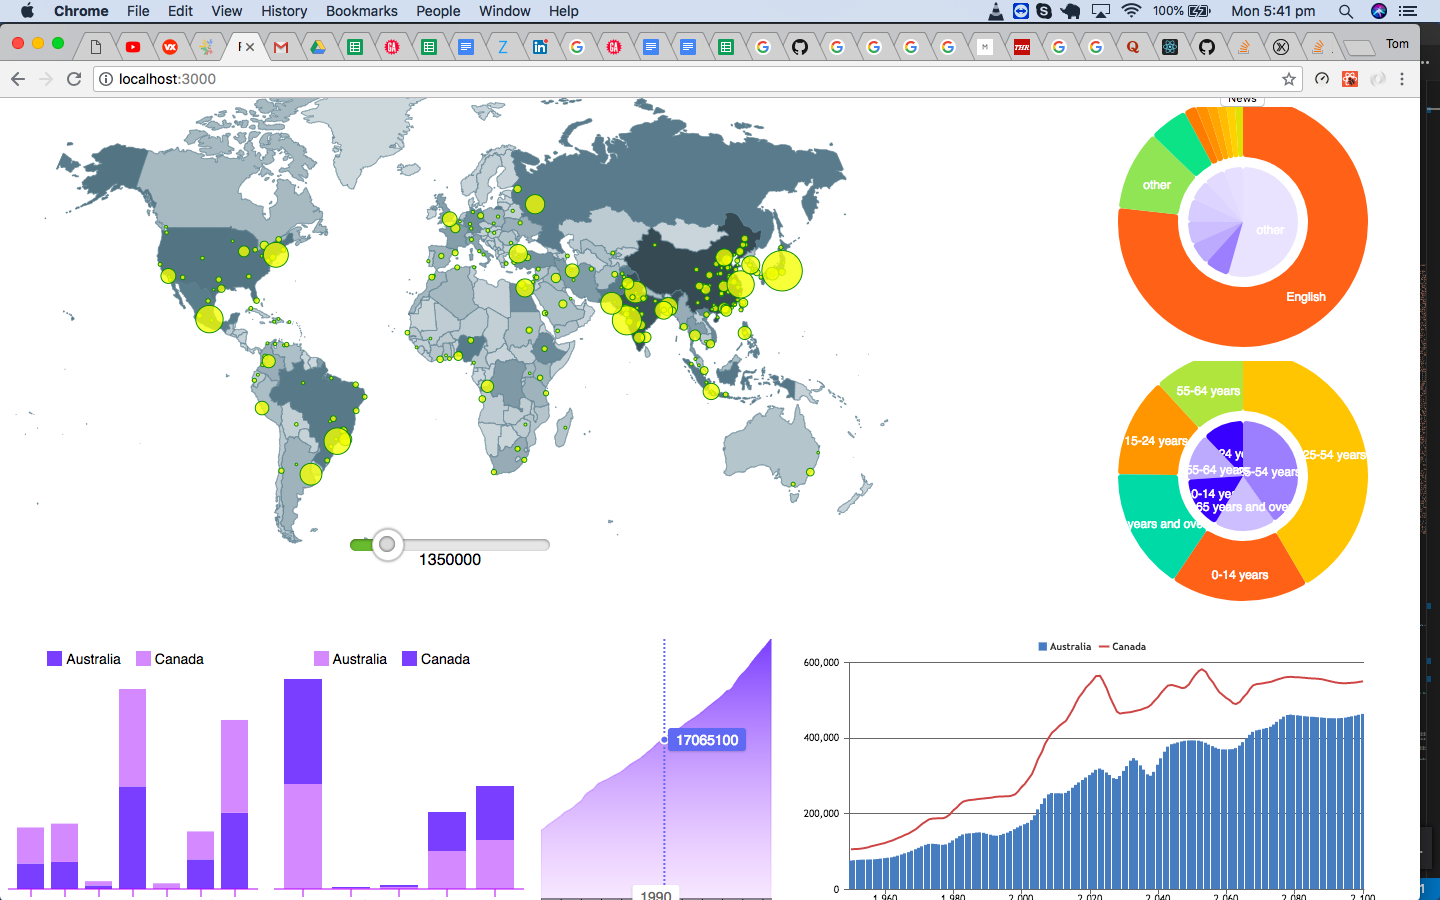 Chrome File Edit View History Bookmarks People Window Help 100% Mon 5:41 pm
Tom
localhost:3000
News
other
other
English
55-64 years
15-24 years
25-54 years
0-14 years
1350000
Australia Canada
Australia Canada
17065100
1990
Australia Canada
600,000
400,000
200,000
0
1,960 1,980 2,000 2,020 2,040 2,060 2,080 2,100